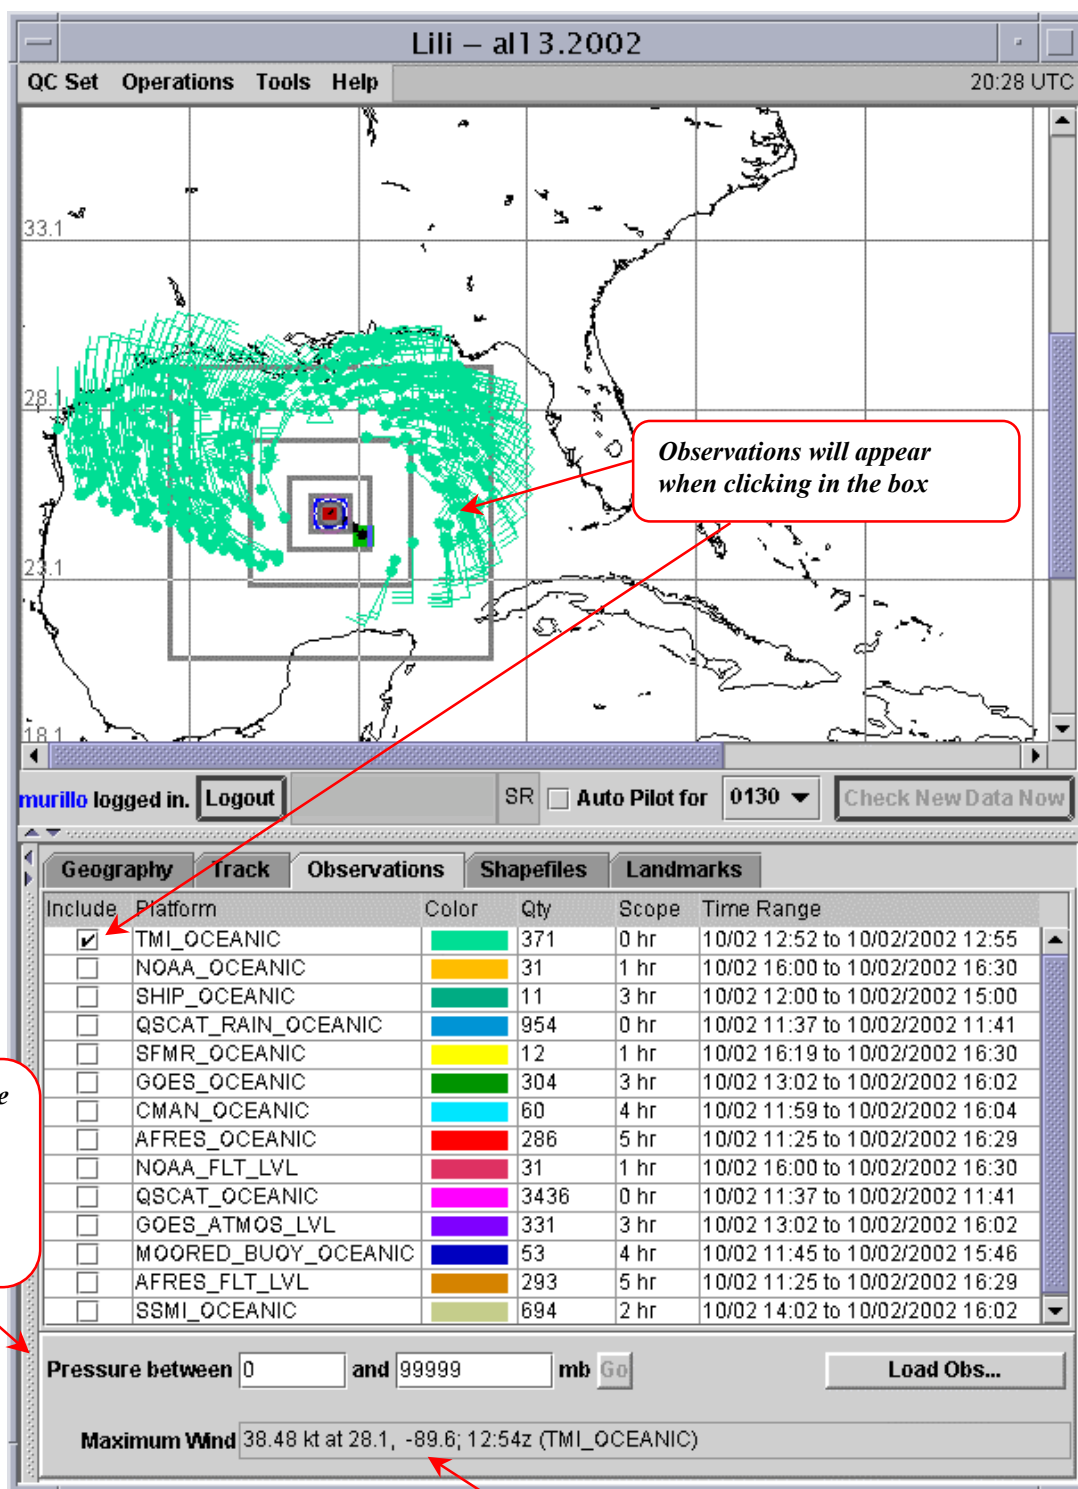 Lili – al13.2002
QC Set Operations Tools Help 20:28 UTC
33.1
28.1
Observations will appear
when clicking in the box
23.1
18.1
murillo logged in. Logout SR Auto Pilot for 0130 Check New Data Now
Geography Track Observations Shapefiles Landmarks
Include Platform Color Qty Scope Time Range
TMI_OCEANIC 371 0 hr 10/02 12:52 to 10/02/2002 12:55
NOAA_OCEANIC 31 1 hr 10/02 16:00 to 10/02/2002 16:30
SHIP_OCEANIC 11 3 hr 10/02 12:00 to 10/02/2002 15:00
QSCAT_RAIN_OCEANIC 954 0 hr 10/02 11:37 to 10/02/2002 11:41
SFMR_OCEANIC 12 1 hr 10/02 16:19 to 10/02/2002 16:30
GOES_OCEANIC 304 3 hr 10/02 13:02 to 10/02/2002 16:02
e
CMAN_OCEANIC 60 4 hr 10/02 11:59 to 10/02/2002 16:04
AFRES_OCEANIC 286 5 hr 10/02 11:25 to 10/02/2002 16:29
NOAA_FLT_LVL 31 1 hr 10/02 16:00 to 10/02/2002 16:30
QSCAT_OCEANIC 3436 0 hr 10/02 11:37 to 10/02/2002 11:41
GOES_ATMOS_LVL 331 3 hr 10/02 13:02 to 10/02/2002 16:02
MOORED_BUOY_OCEANIC 53 4 hr 10/02 11:45 to 10/02/2002 15:46
AFRES_FLT_LVL 293 5 hr 10/02 11:25 to 10/02/2002 16:29
SSMI_OCEANIC 694 2 hr 10/02 14:02 to 10/02/2002 16:02
Pressure between 0 and 99999 mb Go Load Obs...
Maximum Wind 38.48 kt at 28.1, -89.6; 12:54z (TMI_OCEANIC)